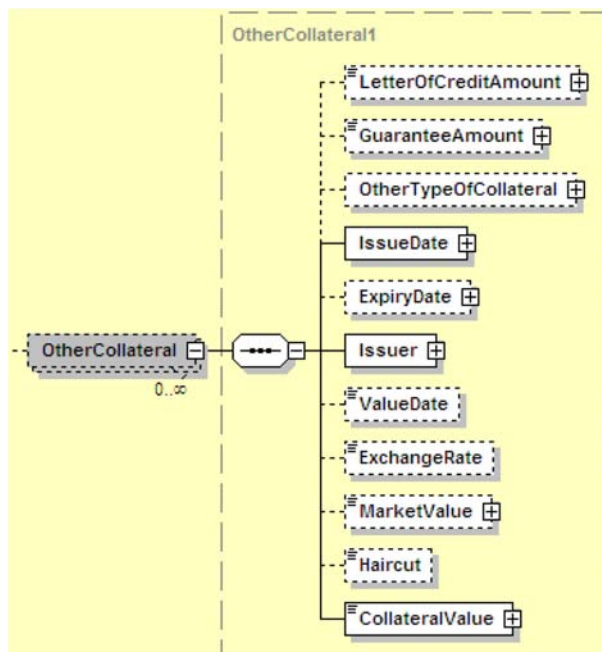 OtherCollateral1
LetterOfCreditAmount
GuaranteeAmount
OtherTypeOfCollateral
IssueDate
ExpiryDate
OtherCollateral
0..∞
Issuer
ValueDate
ExchangeRate
MarketValue
Haircut
CollateralValue